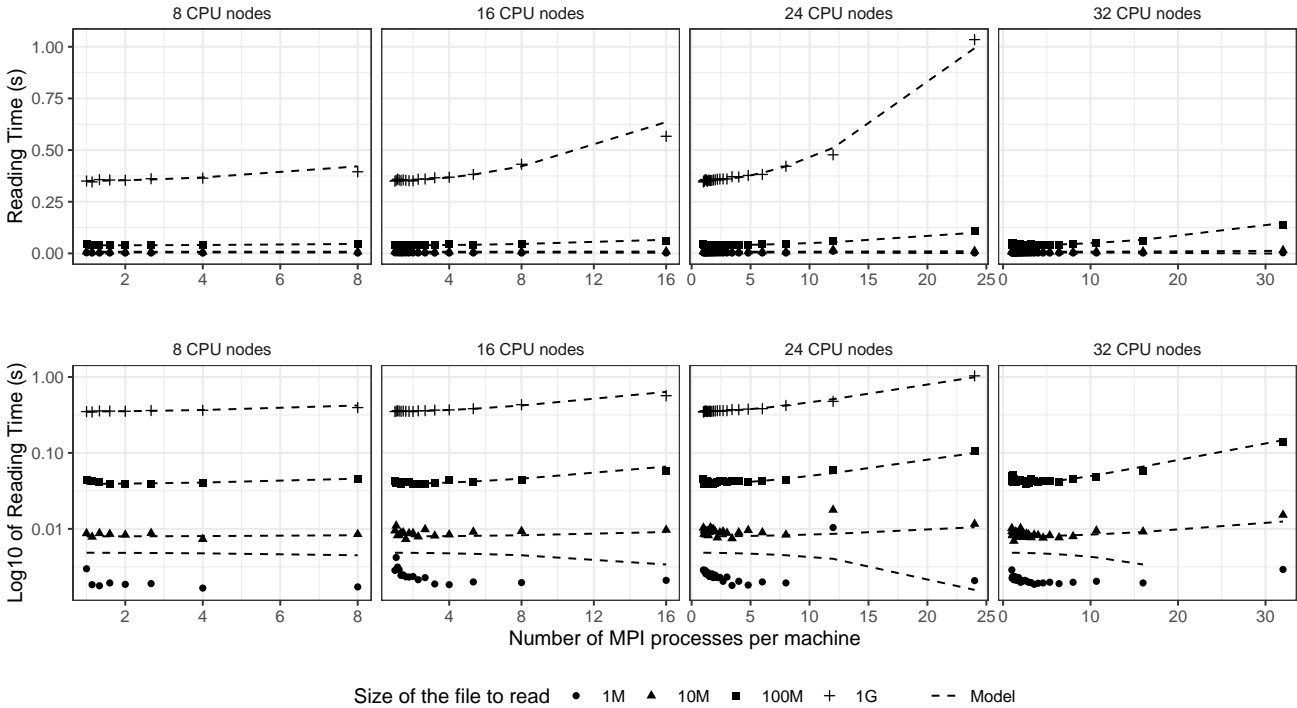 8 CPU nodes 16 CPU nodes 24 CPU nodes 32 CPU nodes
Reading Time (s)
1.00
0.75
0.50
0.25
0.00
2 4 6 8 0 4 8 12 16 0 5 10 15 20 25 0 10 20 30
8 CPU nodes 16 CPU nodes 24 CPU nodes 32 CPU nodes
Log10 of Reading Time (s)
1.00
0.10
0.01
2 4 6 8 0 4 8 12 16 0 5 10 15 20 25 0 10 20 30
Number of MPI processes per machine
Size of the file to read 1M 10M 100M 1G Model